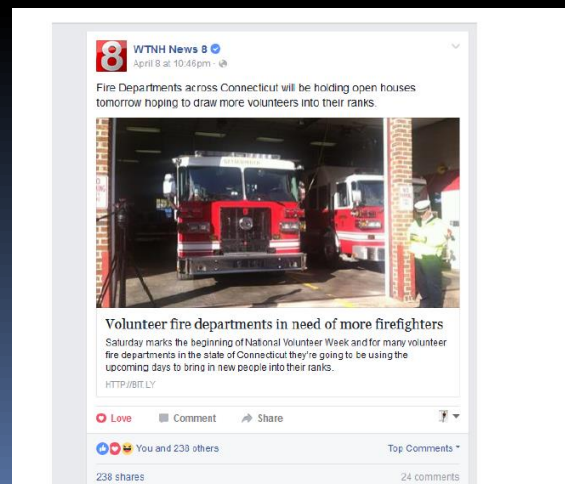 8
WTNH News 8
April 8 at 10:46pm ·
Fire Departments across Connecticut will be holding open houses
tomorrow hoping to draw more volunteers into their ranks.
Volunteer fire departments in need of more firefighters
Saturday marks the beginning of National Volunteer Week and for many volunteer
fire departments in the state of Connecticut they're going to be using the
upcoming days to bring in new people into their ranks.
HTTP://BIT.LY
Love Comment Share
You and 238 others Top Comments
238 shares 24 comments